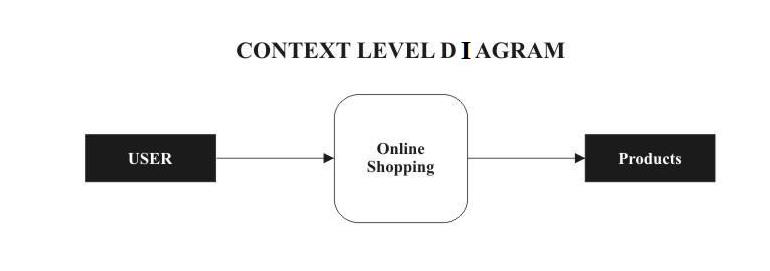 CONTEXT LEVEL DIAGRAM
USER
Online
Shopping
Products